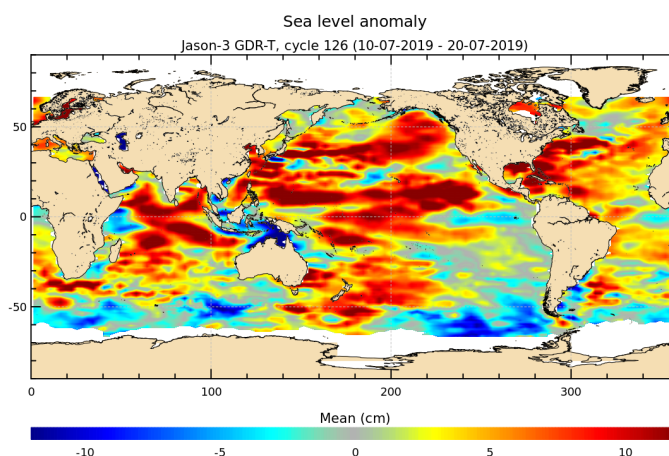 Sea level anomaly
Jason-3 GDR-T, cycle 126 (10-07-2019 - 20-07-2019)
50
0
-50
0 100 200 300
Mean (cm)
-10 -5 0 5 10